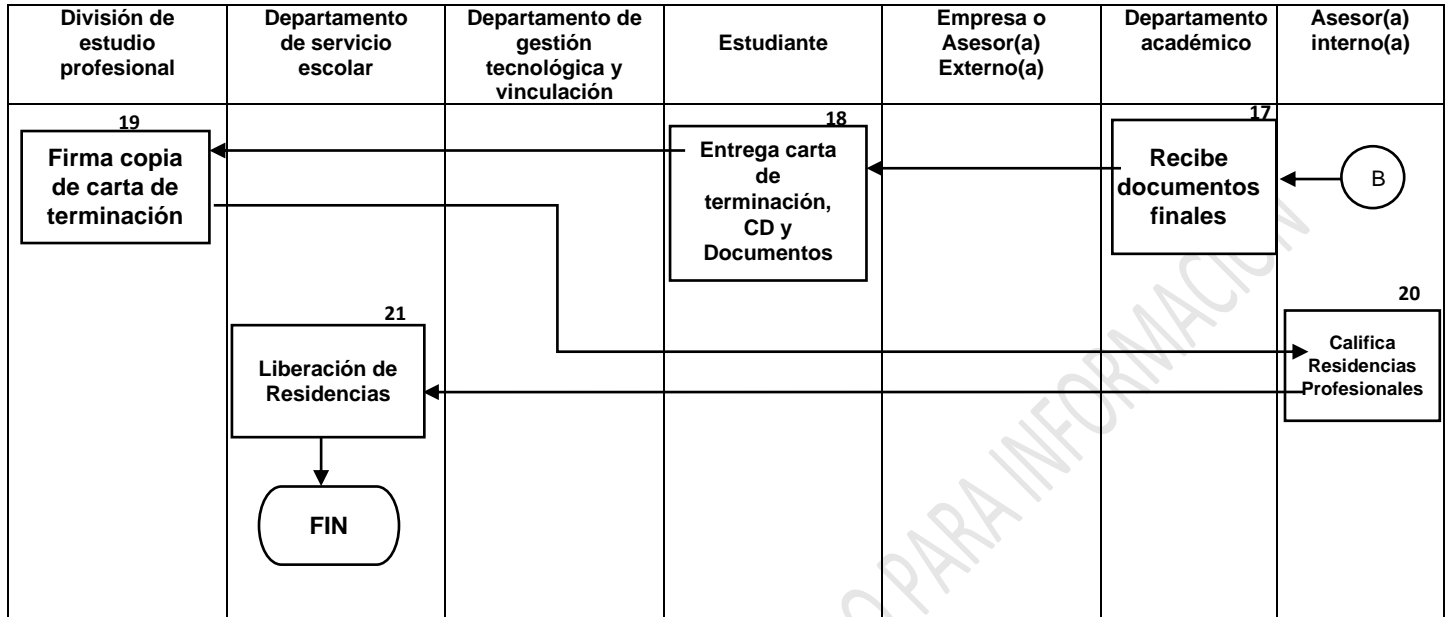 División de
estudio
profesional
Departamento
de servicio
escolar
Departamento de
gestión
tecnológica y
vinculación
Estudiante
Empresa o
Asesor(a)
Externo(a)
Departamento
académico
Asesor(a)
interno(a)
19
Firma copia
de carta de
terminación
18
Entrega carta
de
terminación,
CD y
Documentos
17
Recibe
documentos
finales
B
21
Liberación de
Residencias
20
Califica
Residencias
Profesionales
FIN
PARA INFORMACIÓN